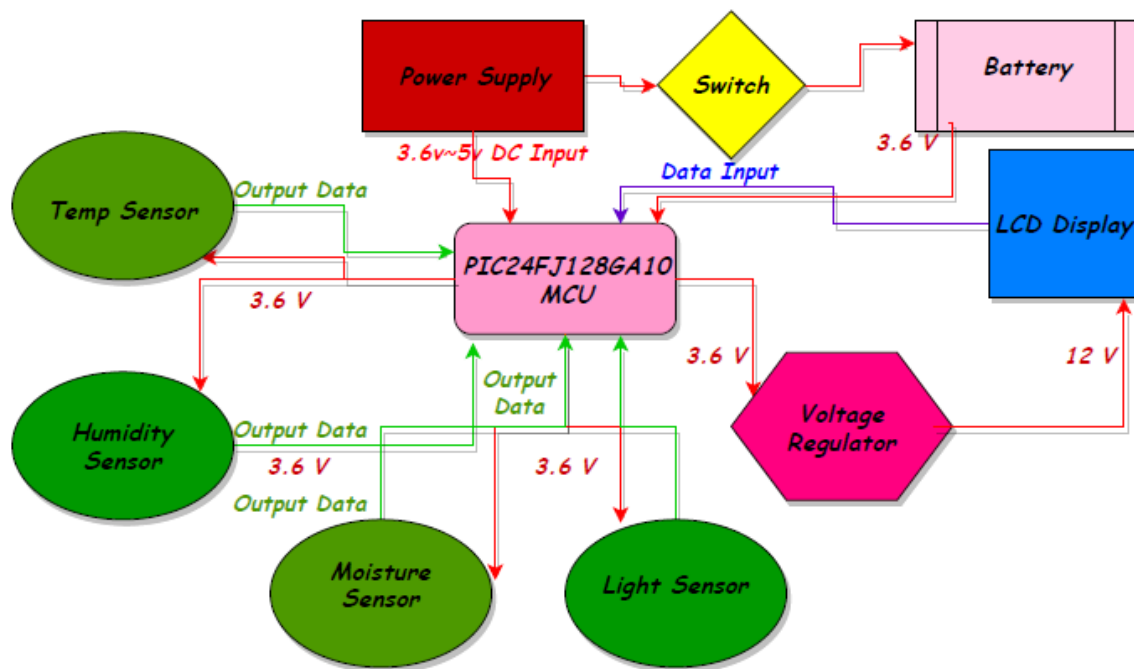 Power Supply
Switch
Battery
3.6v~5v DC Input
3.6 V
Data Input
Output Data
Temp Sensor
LCD Display
PIC24FJ128GA10
MCU
3.6 V
3.6 V
12 V
Output
Data
Voltage
Regulator
Humidity
Sensor
Output Data
3.6 V
3.6 V
Output Data
Moisture
Sensor
Light Sensor